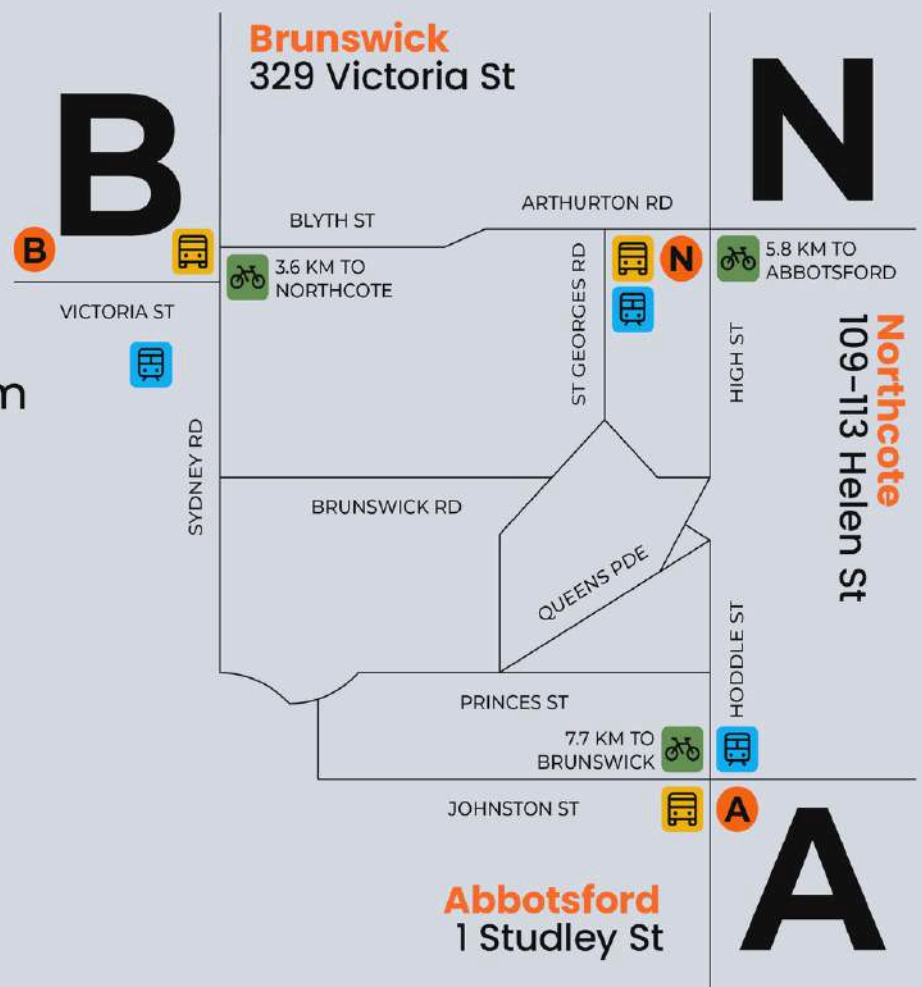 Brunswick
329 Victoria St
B
N
ARTHURTON RD
BLYTH ST
B
N
3.6 KM TO
NORTHCOTE
5.8 KM TO
ABBOTSFORD
VICTORIA ST
ST GEORGES RD
HIGH ST
Northcote
109-113 Helen St
m
SYDNEY RD
BRUNSWICK RD
QUEENS PDE
HODDLE ST
PRINCES ST
7.7 KM TO
BRUNSWICK
JOHNSTON ST
A
A
Abbotsford
1 Studley St